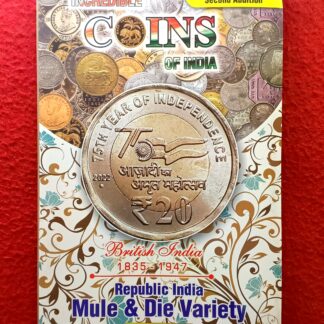 INCREDIBLE
Second Addition
COINS
OF INDIA
75TH YEAR OF INDEPENDENCE
75
2022
आज़ादी का
अमृत महोत्सव
₹20
British India
1835-1947
Republic India
Mule & Die Variety